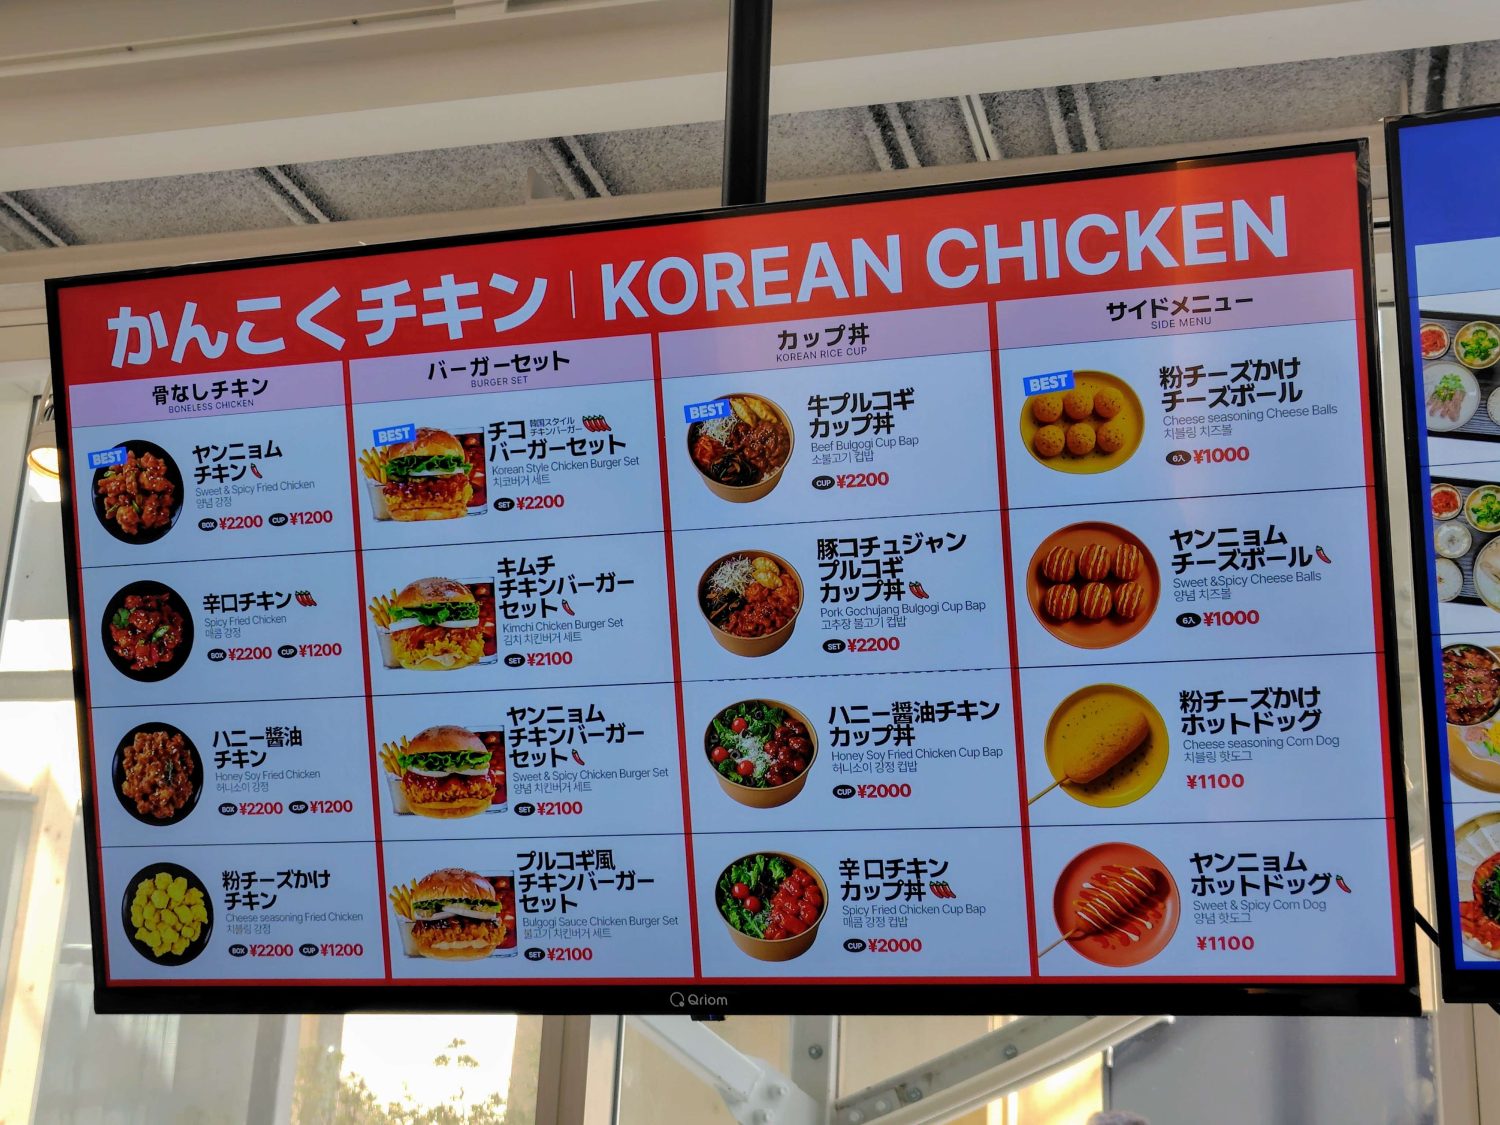 かんこくチキン | KOREAN CHICKEN
骨なしチキン
BONELESS CHICKEN
BEST
ヤンニョム
チキン
Sweet & Spicy Fried Chicken
양념 강정
BOX ¥2200 CUP ¥1200
辛口チキン
Spicy Fried Chicken
매콤 강정
BOX ¥2200 CUP ¥1200
ハニー醤油
チキン
Honey Soy Fried Chicken
허니소이 강정
BOX ¥2200 CUP ¥1200
粉チーズかけ
チキン
Cheese seasoning Fried Chicken
치블링 강정
BOX ¥2200 CUP ¥1200
バーガーセット
BURGER SET
BEST
チコ 韓国スタイル
チキンバーガー
バーガーセット
Korean Style Chicken Burger Set
치코버거 세트
SET ¥2200
キムチ
チキンバーガー
セット
Kimchi Chicken Burger Set
김치 치킨버거 세트
SET ¥2100
ヤンニョム
チキンバーガー
セット
Sweet & Spicy Chicken Burger Set
양념 치킨버거 세트
SET ¥2100
プルコギ風
チキンバーガー
セット
Bulgogi Sauce Chicken Burger Set
불고기 치킨버거 세트
SET ¥2100
カップ丼
KOREAN RICE CUP
BEST
牛プルコギ
カップ丼
Beef Bulgogi Cup Bap
소불고기 컵밥
CUP ¥2200
豚コチュジャン
プルコギ
カップ丼
Pork Gochujang Bulgogi Cup Bap
고추장 불고기 컵밥
SET ¥2200
ハニー醤油チキン
カップ丼
Honey Soy Fried Chicken Cup Bap
허니소이 강정 컵밥
CUP ¥2000
辛口チキン
カップ丼
Spicy Fried Chicken Cup Bap
매콤 강정 컵밥
CUP ¥2000
サイドメニュー
SIDE MENU
BEST
粉チーズかけ
チーズボール
Cheese seasoning Cheese Balls
치블링 치즈볼
6入 ¥1000
ヤンニョム
チーズボール
Sweet &Spicy Cheese Balls
양념 치즈볼
6入 ¥1000
粉チーズかけ
ホットドッグ
Cheese seasoning Corn Dog
치블링 핫도그
¥1100
ヤンニョム
ホットドッグ
Sweet & Spicy Corn Dog
양념 핫도그
¥1100
Qriom